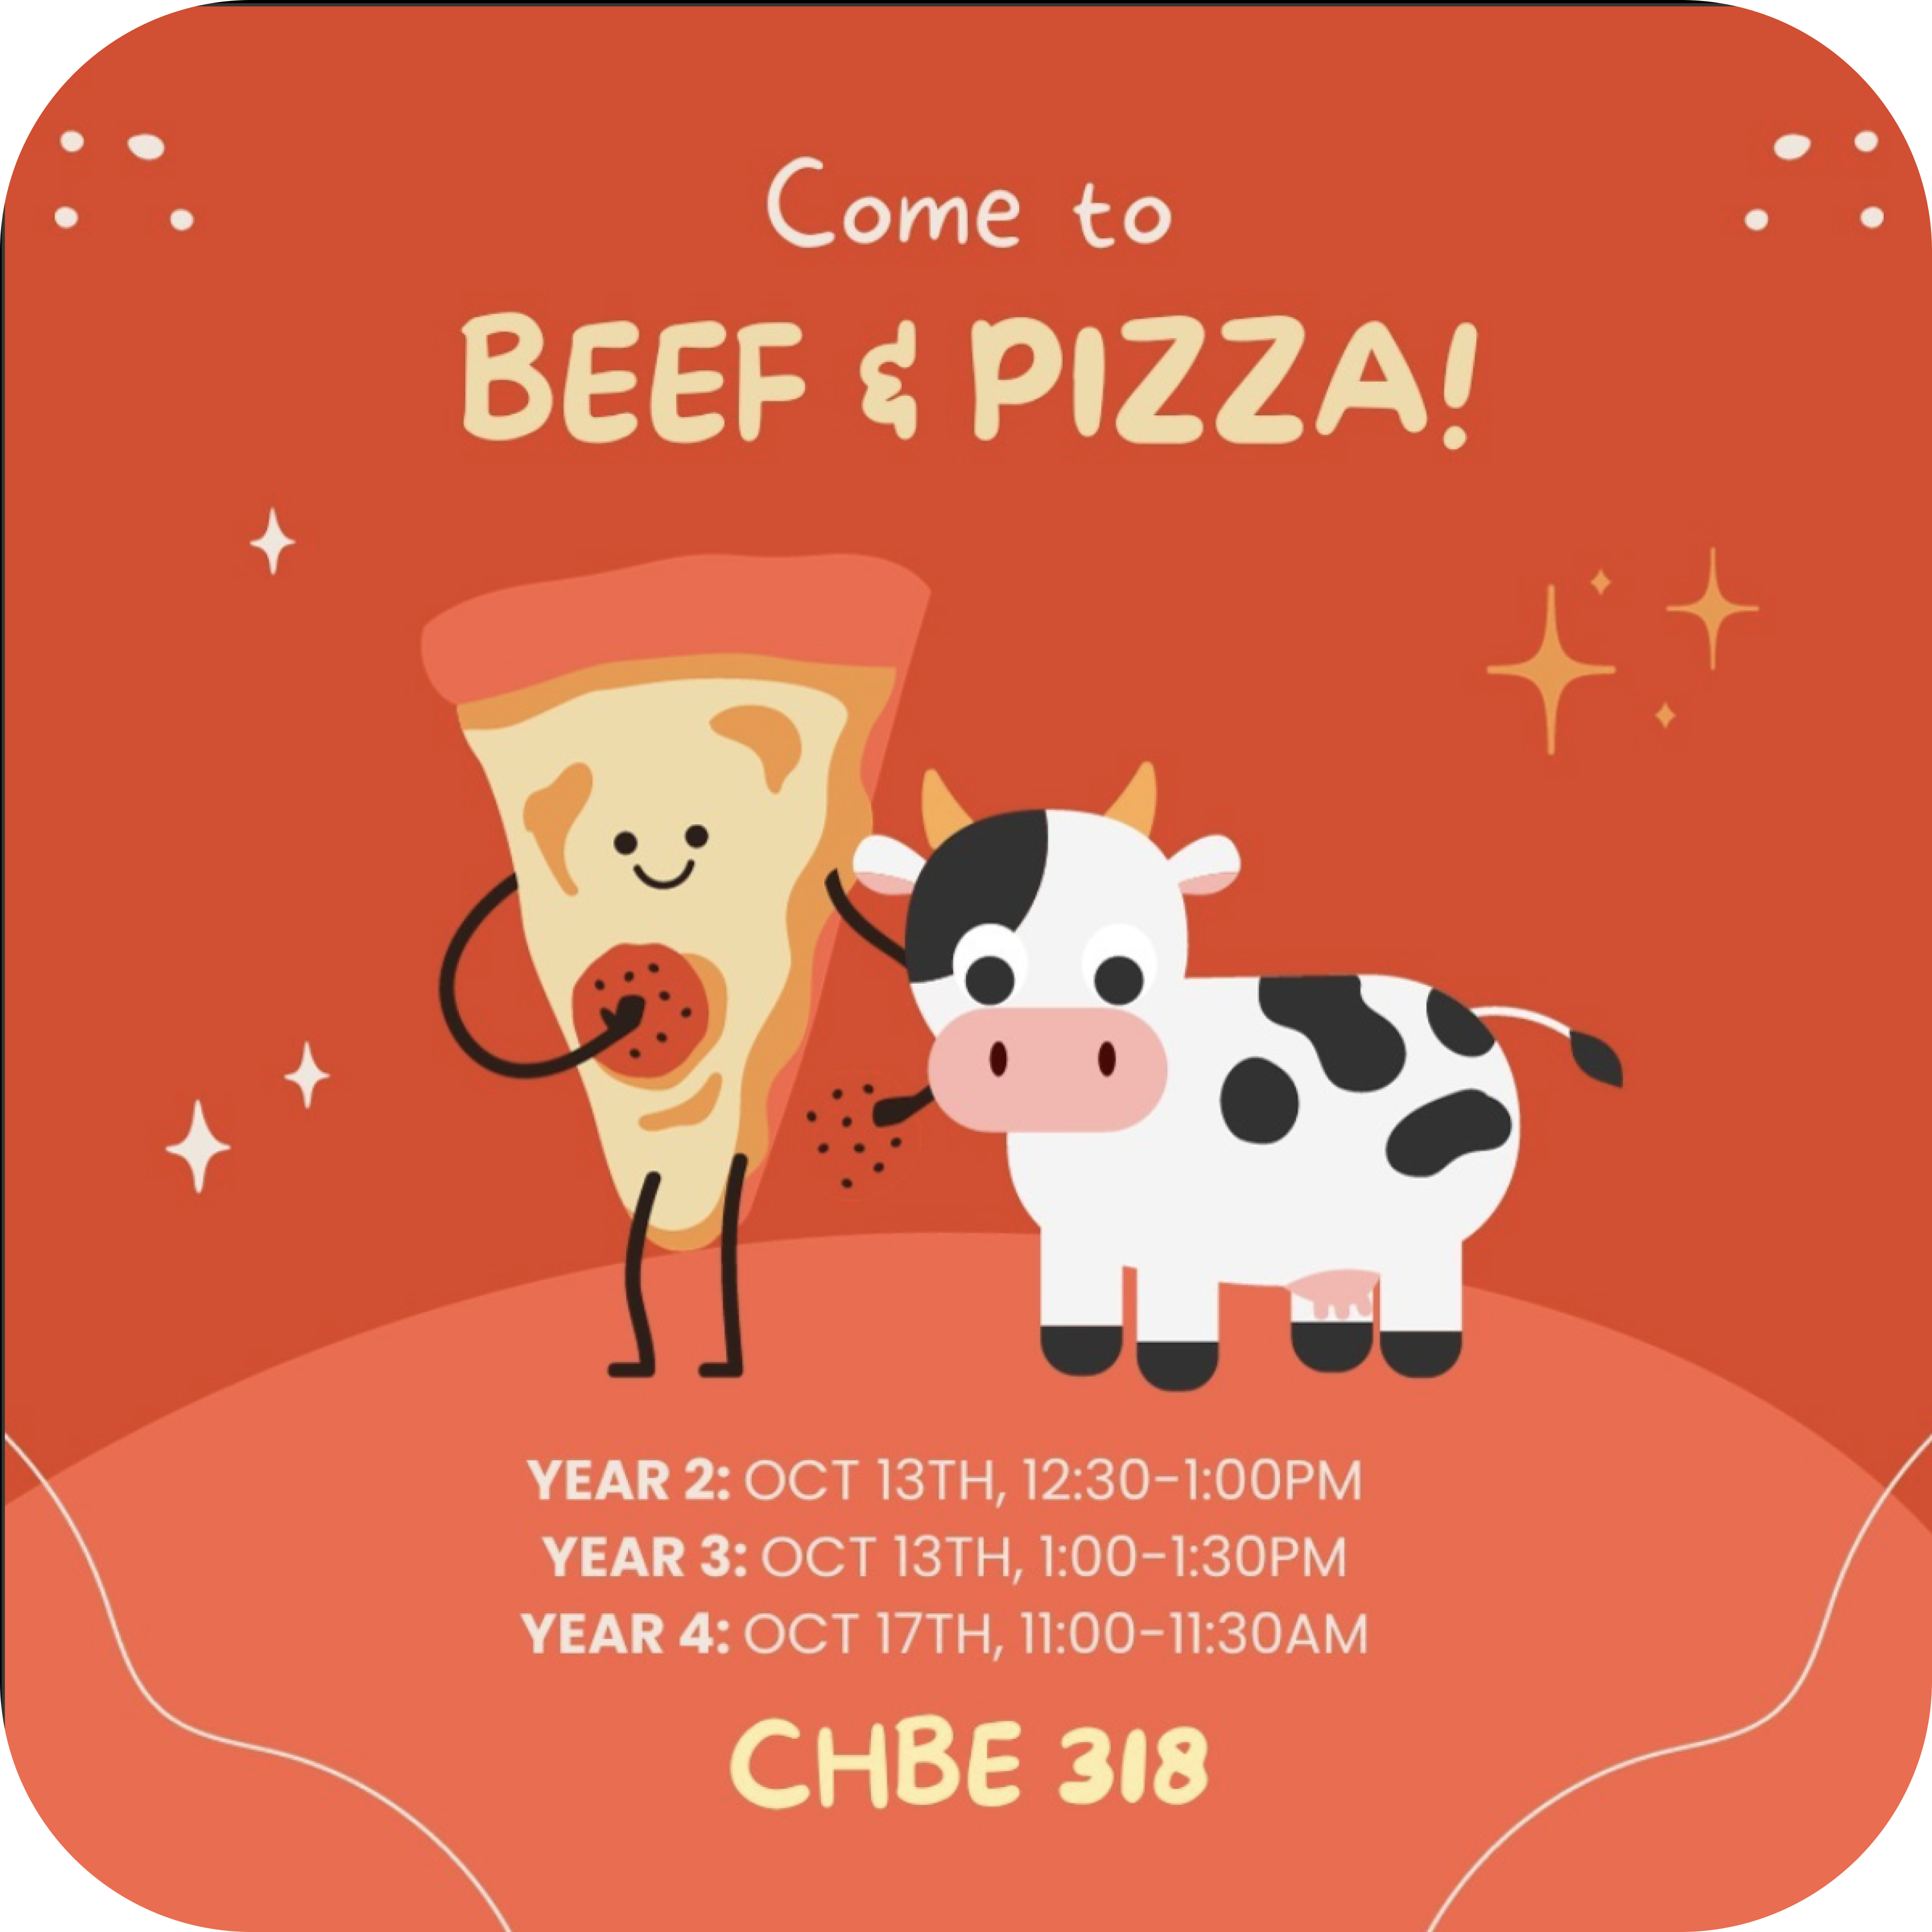 Come to
BEEF & PIZZA!
YEAR 2: OCT 13TH, 12:30-1:00PM
YEAR 3: OCT 13TH, 1:00-1:30PM
YEAR 4: OCT 17TH, 11:00-11:30AM
CHBE 318